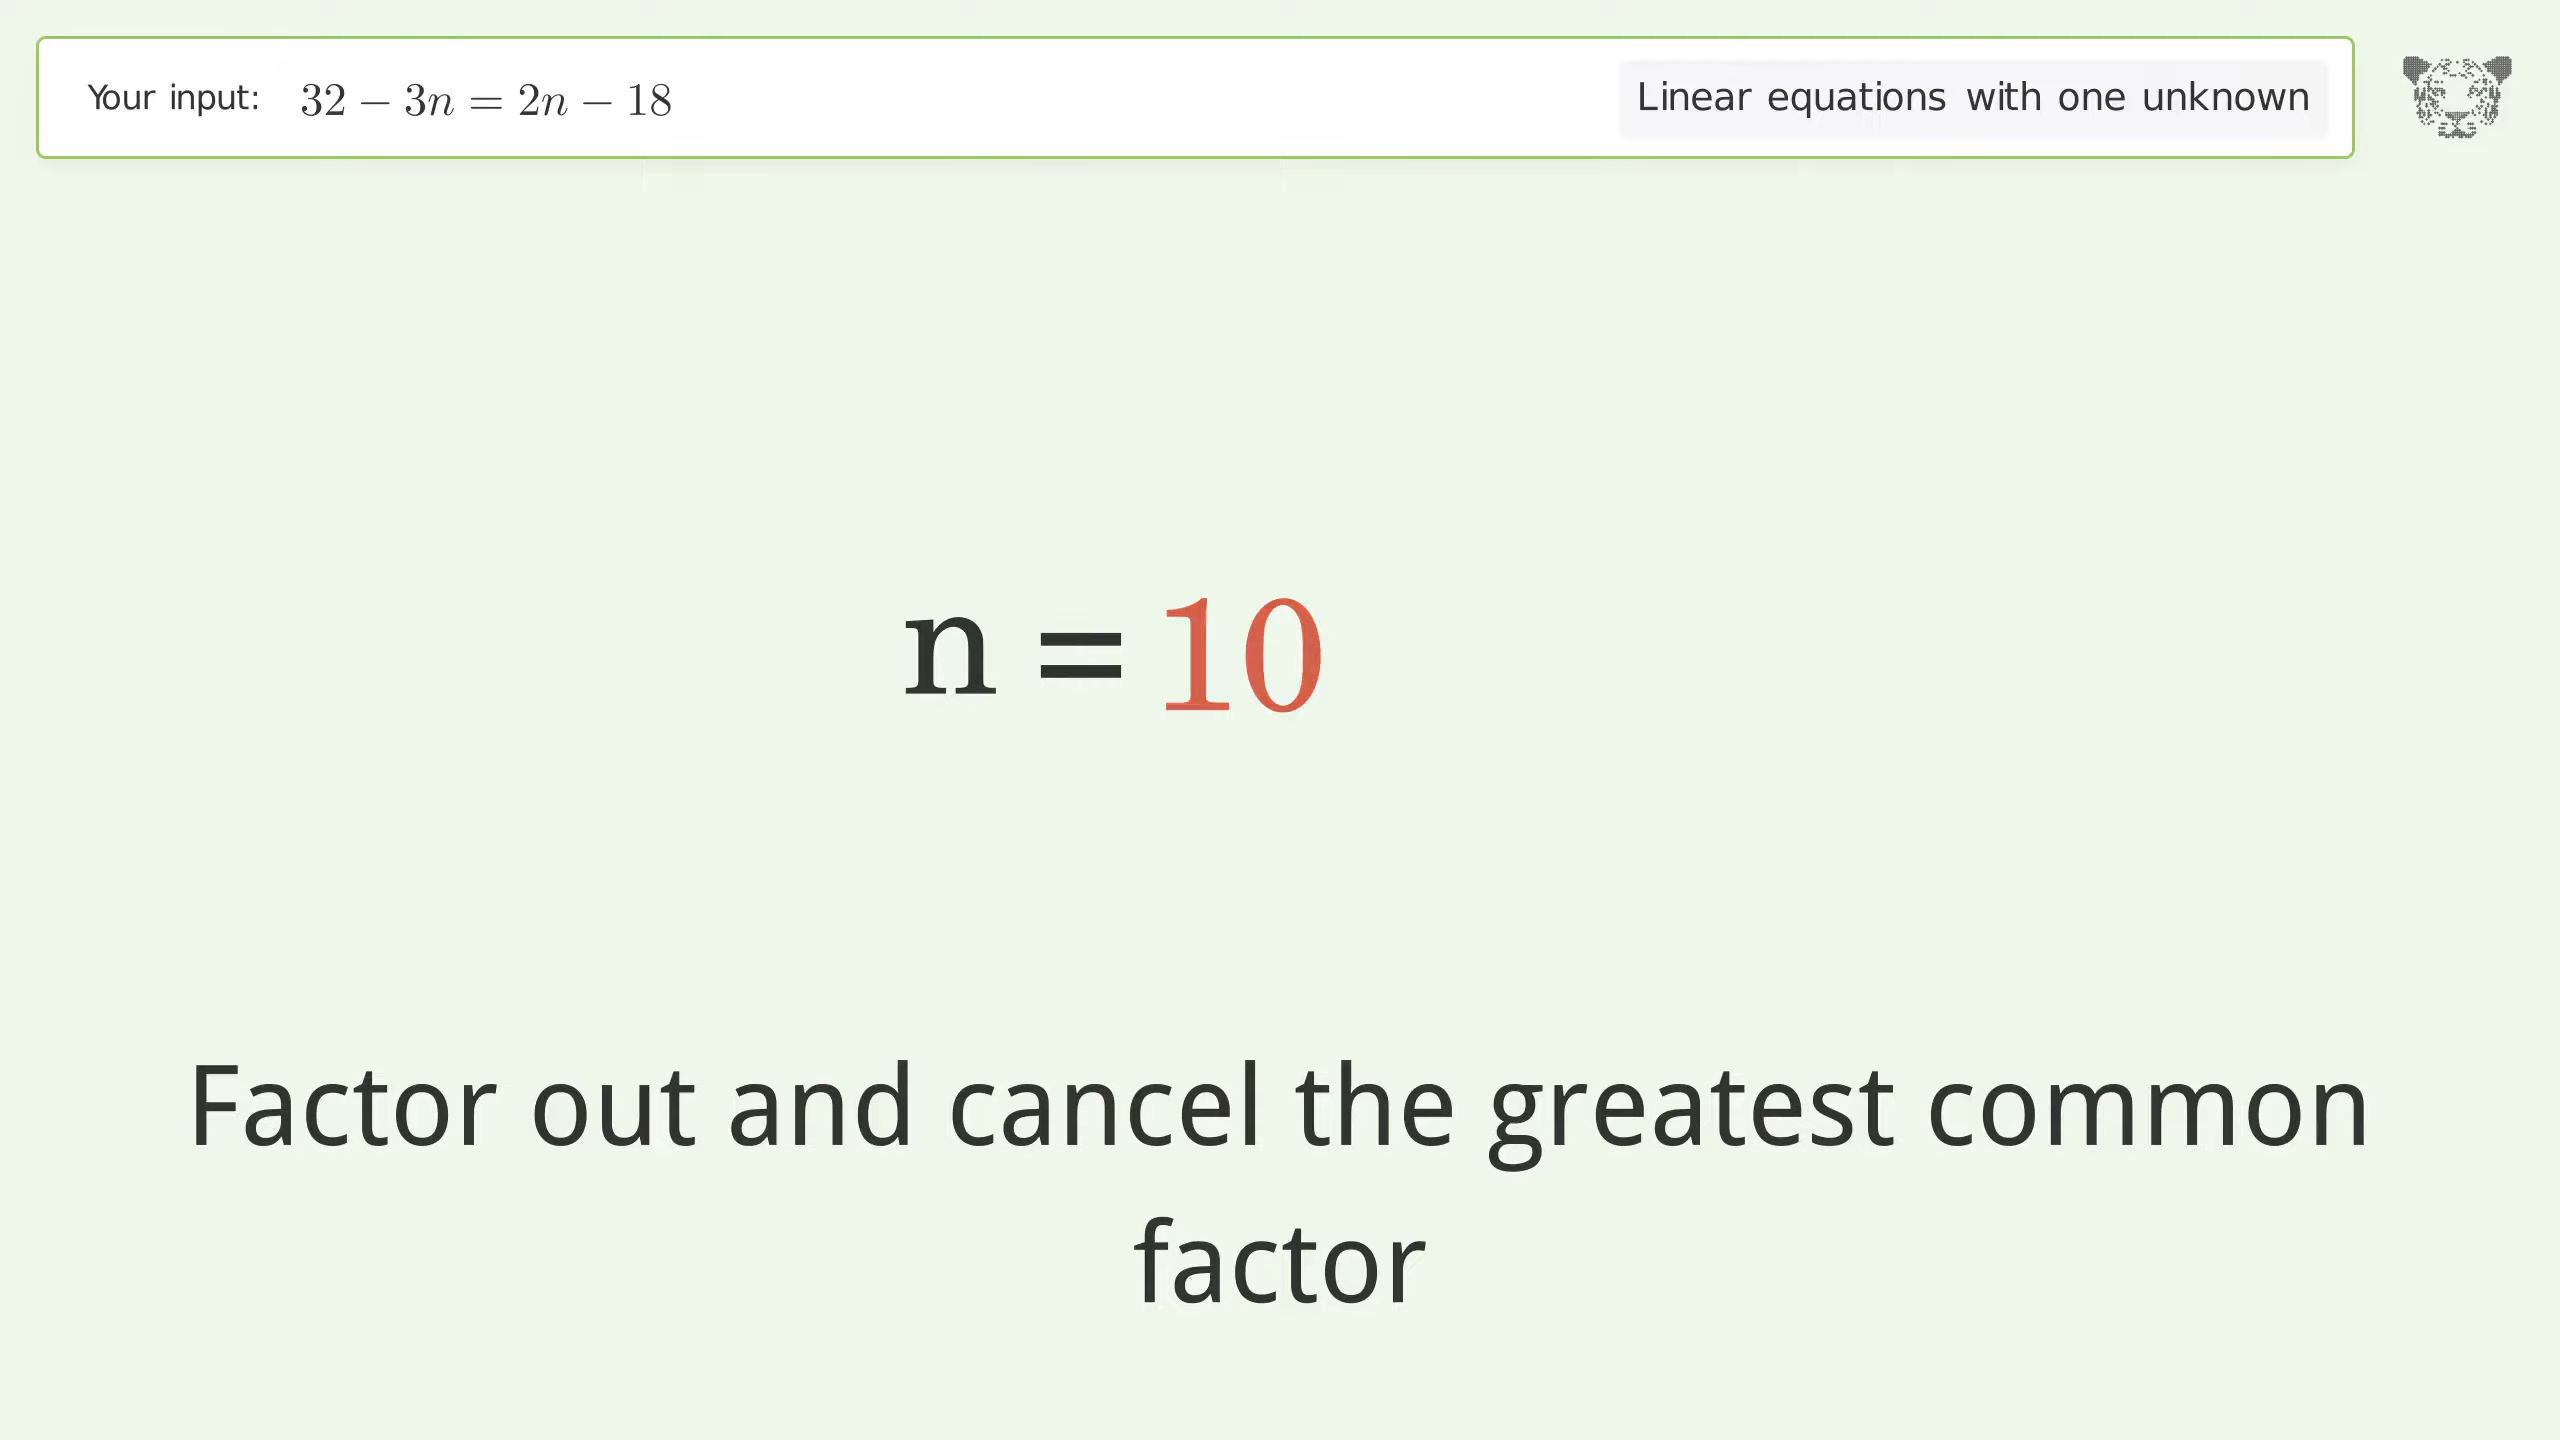 Your input: 32 − 3n = 2n − 18 Linear equations with one unknown
n = 10
Factor out and cancel the greatest common
factor